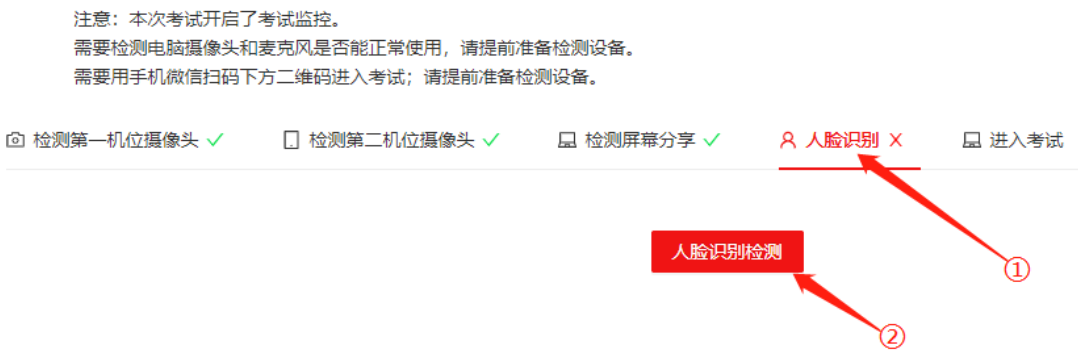 注意：本次考试开启了考试监控。
需要检测电脑摄像头和麦克风是否能正常使用，请提前准备检测设备。
需要用手机微信扫码下方二维码进入考试；请提前准备检测设备。
检测第一机位摄像头 ✓ 检测第二机位摄像头 ✓ 检测屏幕分享 ✓ 人脸识别 X 进入考试
人脸识别检测
①
②